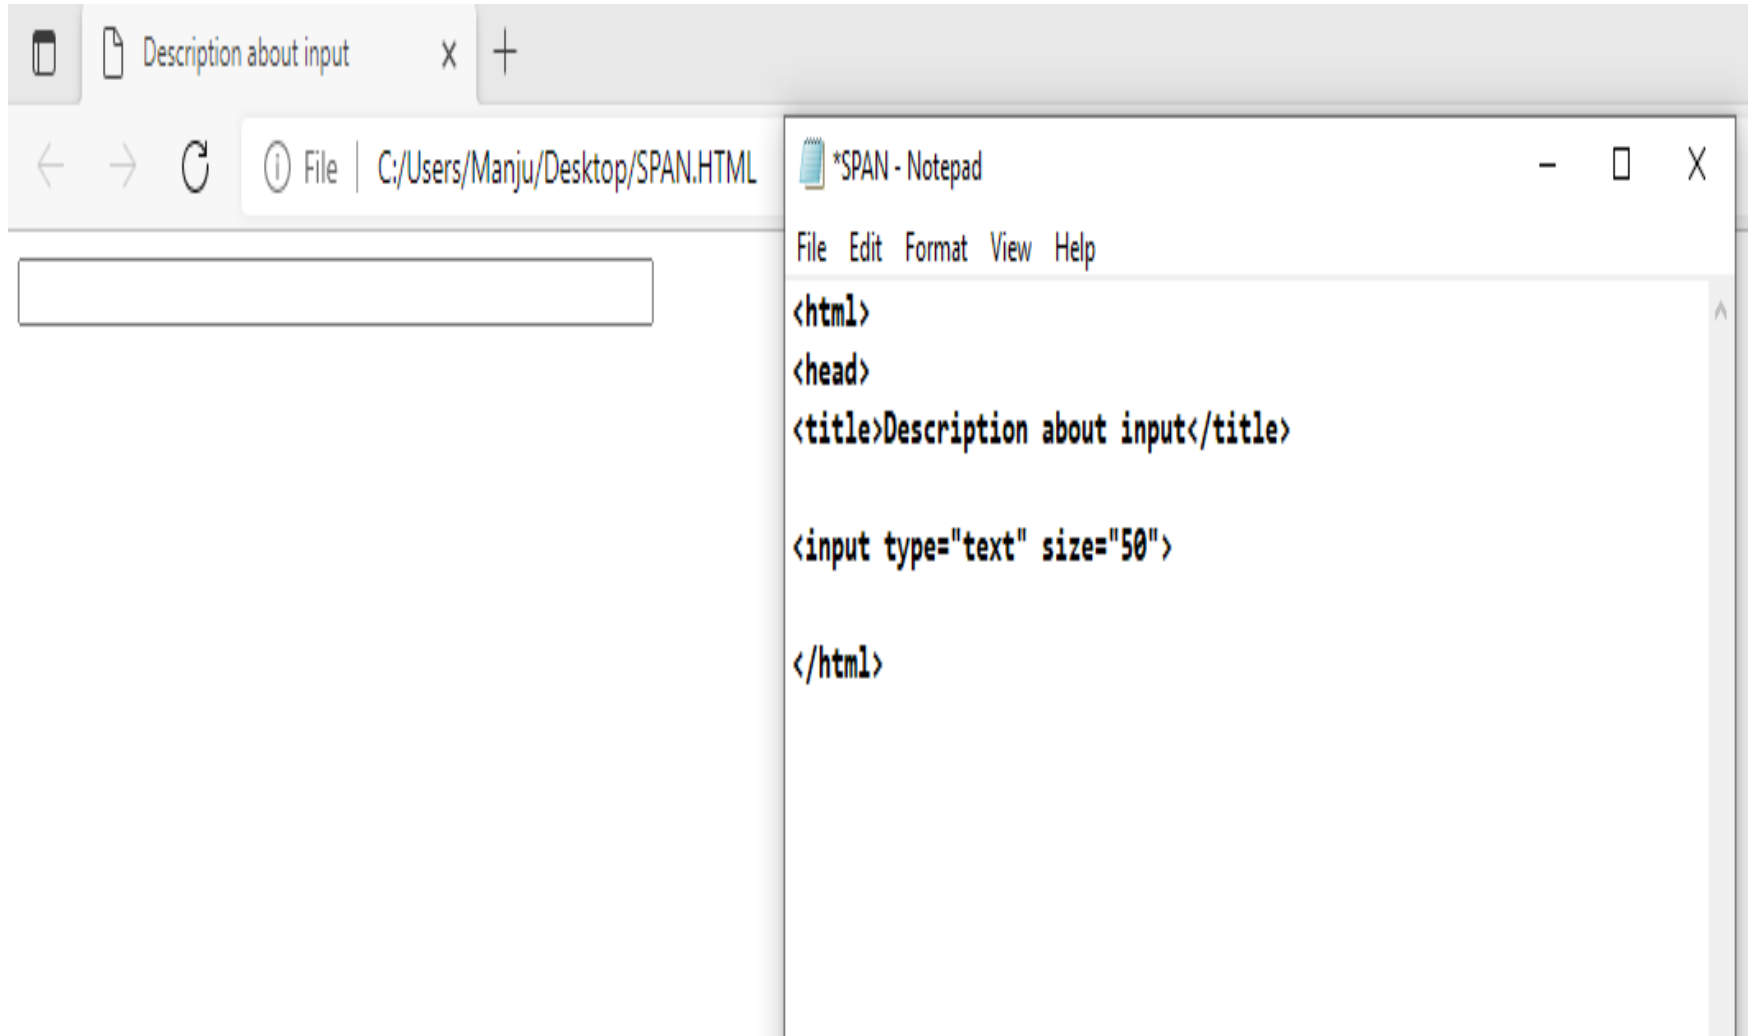 Description about input
File C:/Users/Manju/Desktop/SPAN.HTML
*SPAN - Notepad
File Edit Format View Help
<html>
<head>
<title>Description about input</title>
<input type="text" size="50">
</html>